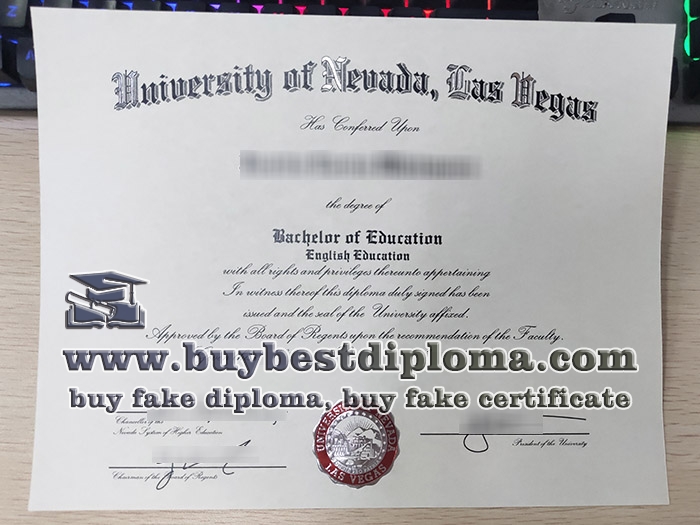 University of Nevada, Las Vegas
Has Conferred Upon
the degree of
Bachelor of Education
English Education
with all rights and privileges thereunto appertaining
In witness thereof this diploma duly signed has been
issued and the seal of the University affixed.
Approved by the Board of Regents upon the recommendation of the Faculty.
www.buybestdiploma.com
buy fake diploma, buy fake certificate
Chancellor of the
Nevada System of Higher Education
President of the University
Chairman of the Board of Regents
UNIVERSITY OF NEVADA
LAS VEGAS